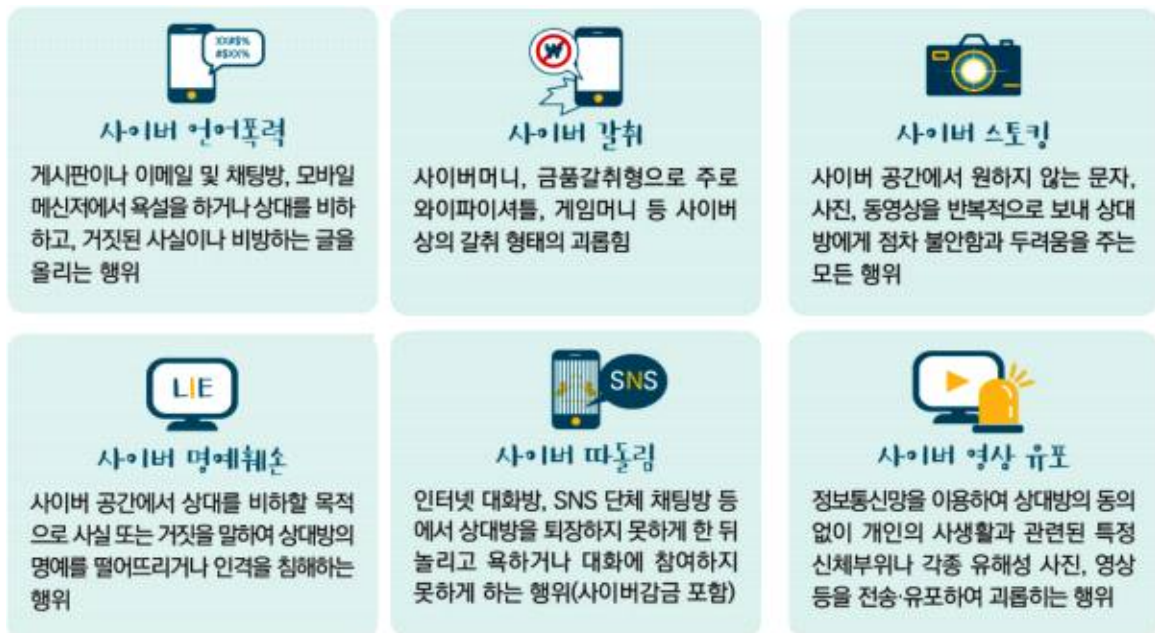 XX#$%
#$XX%
사이버 언어폭력
게시판이나 이메일 및 채팅방, 모바일
메신저에서 욕설을 하거나 상대를 비하
하고, 거짓된 사실이나 비방하는 글을
올리는 행위
₩
사이버 갈취
사이버머니, 금품갈취형으로 주로
와이파이셔틀, 게임머니 등 사이버
상의 갈취 형태의 괴롭힘
사이버 스토킹
사이버 공간에서 원하지 않는 문자,
사진, 동영상을 반복적으로 보내 상대
방에게 점차 불안함과 두려움을 주는
모든 행위
LIE
사이버 명예훼손
사이버 공간에서 상대를 비하할 목적
으로 사실 또는 거짓을 말하여 상대방의
명예를 떨어뜨리거나 인격을 침해하는
행위
SNS
사이버 따돌림
인터넷 대화방, SNS 단체 채팅방 등
에서 상대방을 퇴장하지 못하게 한 뒤
놀리고 욕하거나 대화에 참여하지
못하게 하는 행위(사이버감금 포함)
사이버 영상 유포
정보통신망을 이용하여 상대방의 동의
없이 개인의 사생활과 관련된 특정
신체부위나 각종 유해성 사진, 영상
등을 전송·유포하여 괴롭히는 행위